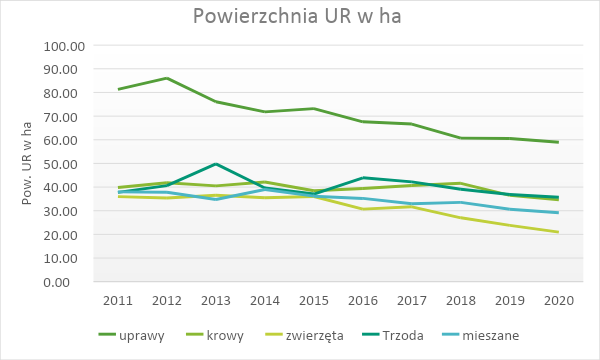 Powierzchnia UR w ha
Pow. UR w ha
100.00
90.00
80.00
70.00
60.00
50.00
40.00
30.00
20.00
10.00
0.00
2011 2012 2013 2014 2015 2016 2017 2018 2019 2020
uprawy krowy zwierzęta Trzoda mieszane